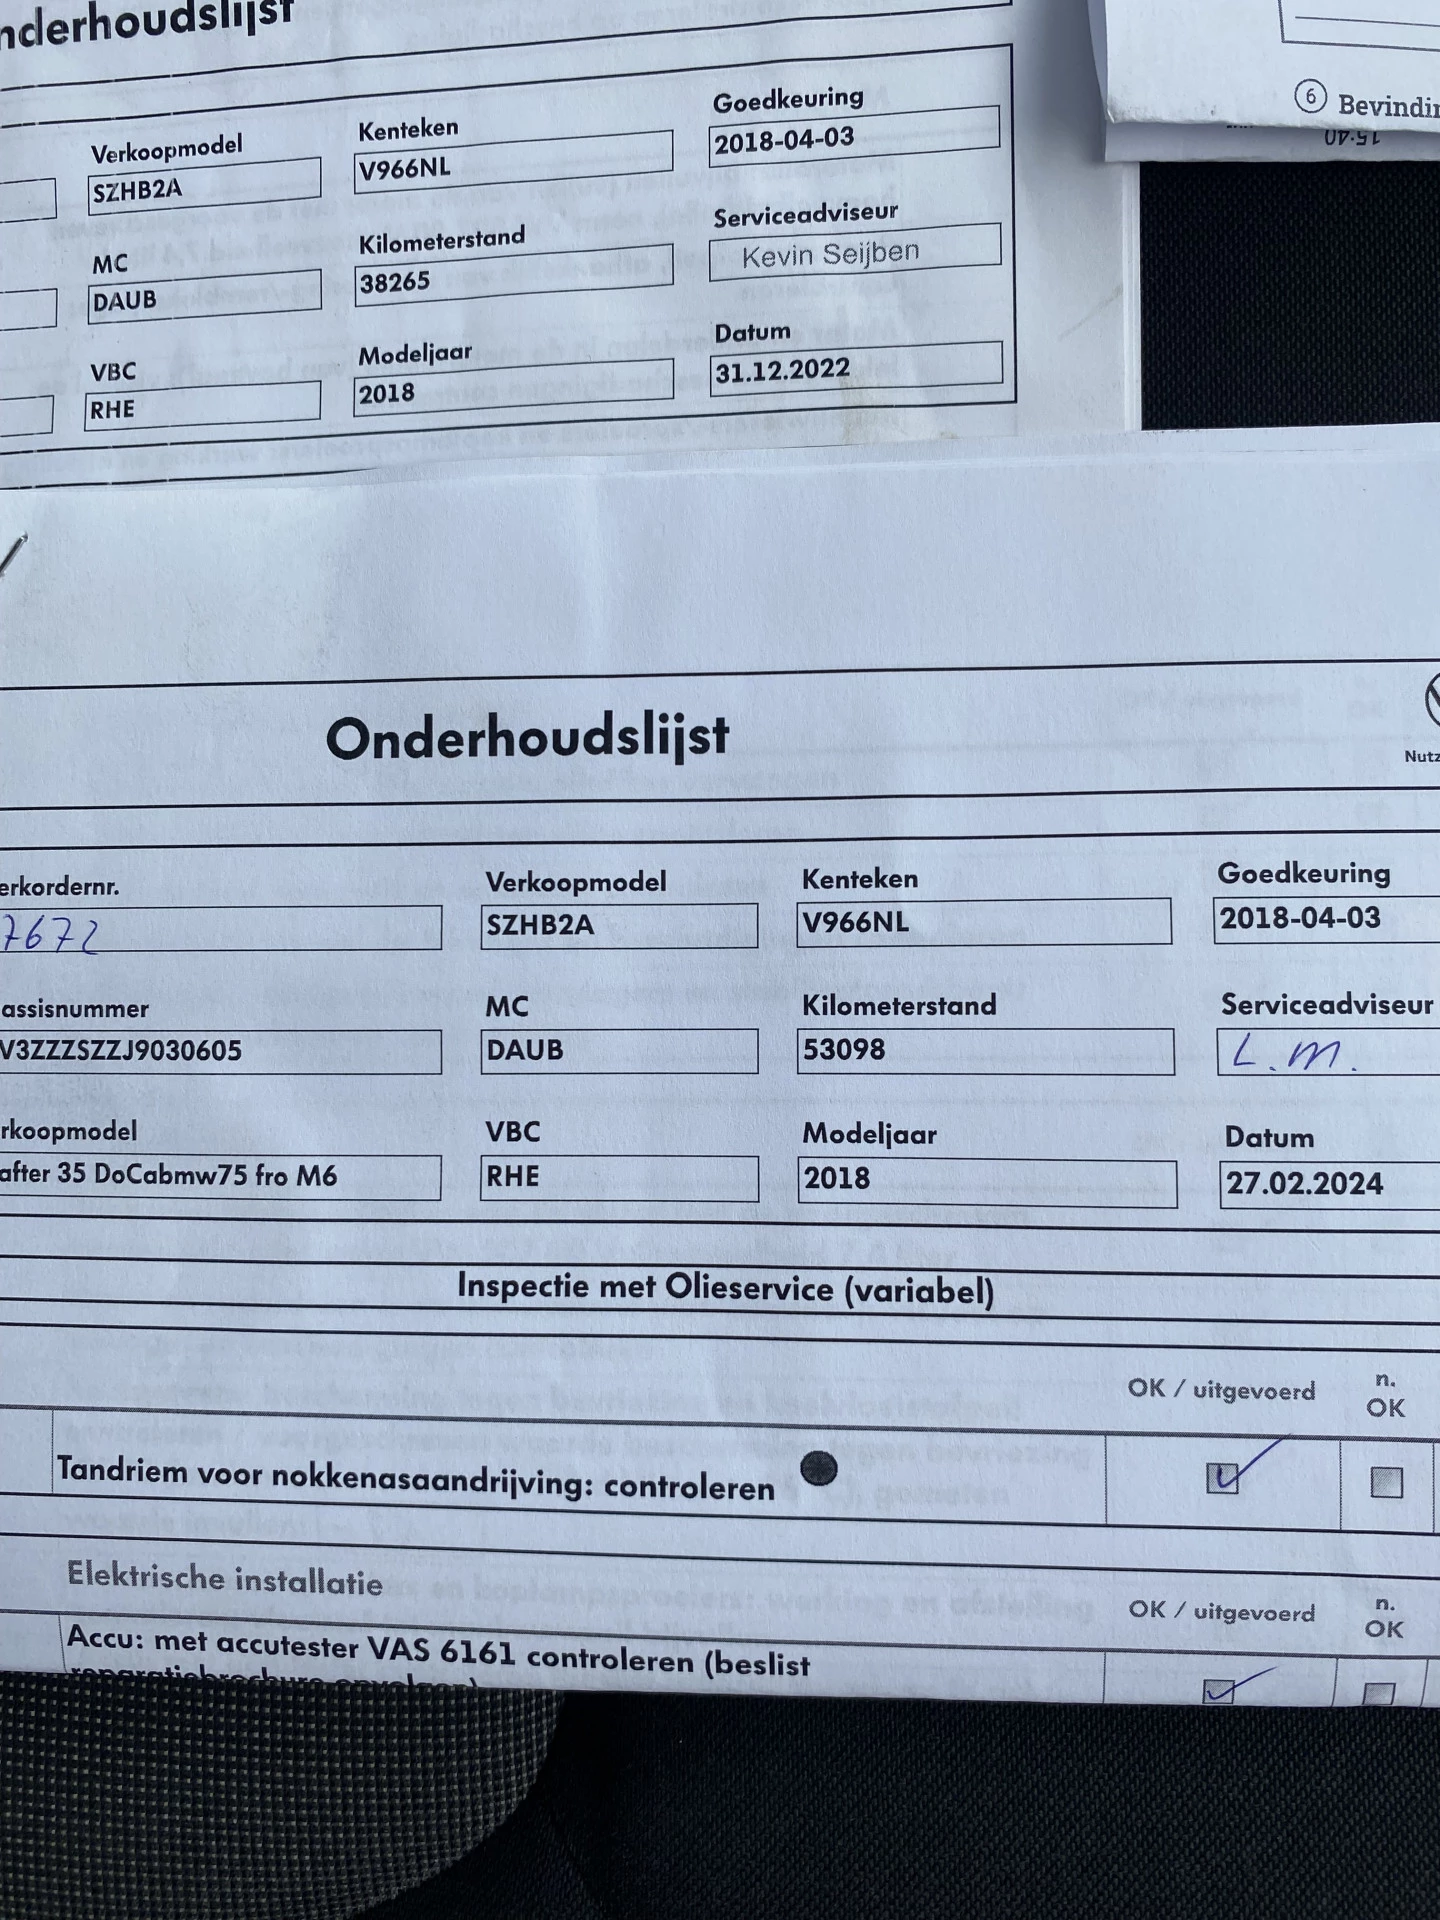 nderhoudslijst
Verkoopmodel Kenteken Goedkeuring
SZHB2A V966NL 2018-04-03
MC Kilometerstand Serviceadviseur
DAUB 38265 Kevin Seijben
VBC Modeljaar Datum
RHE 2018 31.12.2022
6 Bevindin
Onderhoudslijst
Nutz
erkordernr. Verkoopmodel Kenteken Goedkeuring
7672 SZHB2A V966NL 2018-04-03
assisnummer MC Kilometerstand Serviceadviseur
V3ZZZSZZJ9030605 DAUB 53098 L.M.
rkoopmodel VBC Modeljaar Datum
after 35 DoCabmw75 fro M6 RHE 2018 27.02.2024
Inspectie met Olieservice (variabel)
OK / uitgevoerd n. OK
Tandriem voor nokkenasaandrijving: controleren
Elektrische installatie
OK / uitgevoerd n. OK
Accu: met accutester VAS 6161 controleren (beslist